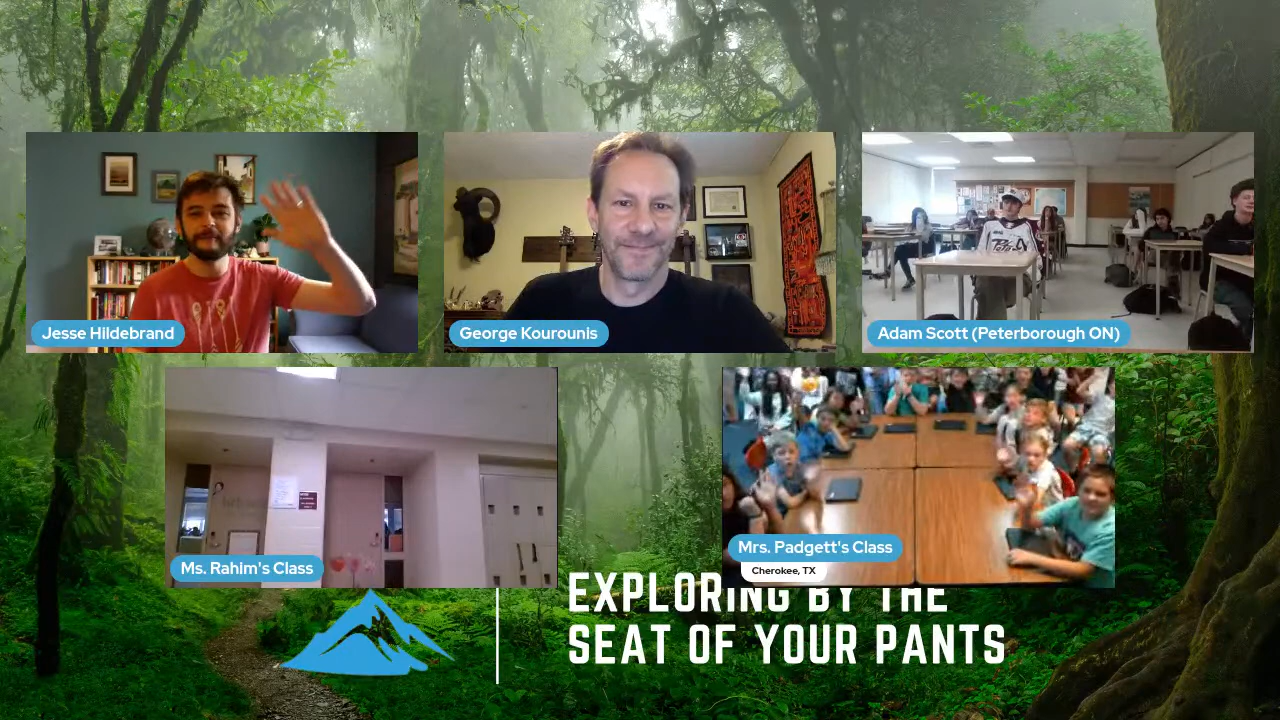 Jesse Hildebrand
George Kourounis
Adam Scott (Peterborough ON)
Ms. Rahim's Class
Mrs. Padgett's Class
Cherokee, TX
EXPLORING BY THE
SEAT OF YOUR PANTS